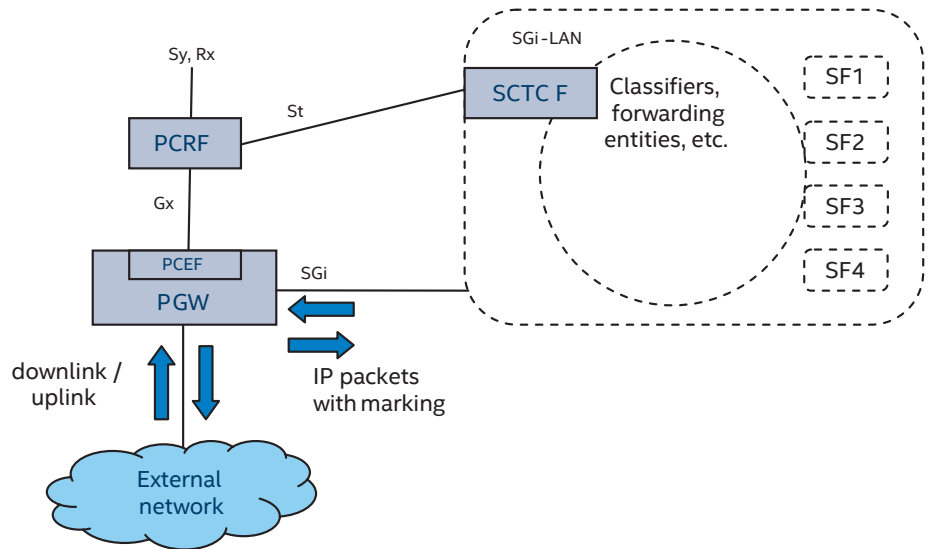 SGi-LAN
Sy, Rx
SCTC F
Classifiers,
forwarding
entities, etc.
SF1
St
PCRF
SF2
Gx
SF3
PCEF
PGW
SGi
SF4
downlink /
uplink
IP packets
with marking
External
network